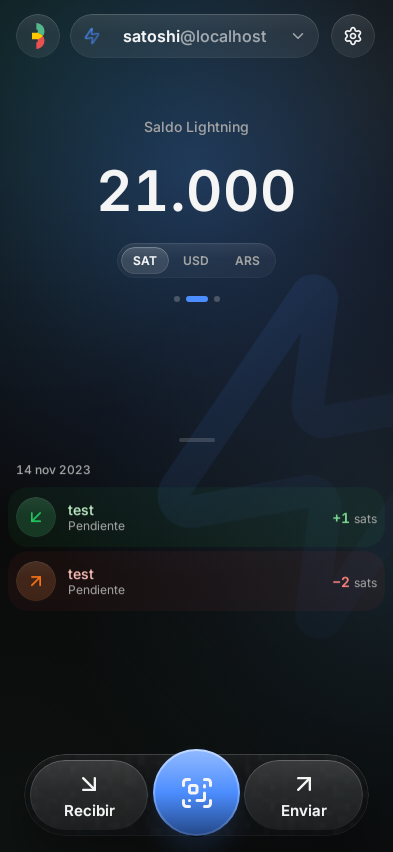 satoshi@localhost
Saldo Lightning
21.000
SAT USD ARS
14 nov 2023
test
Pendiente
+1 sats
test
Pendiente
−2 sats
Recibir
Enviar